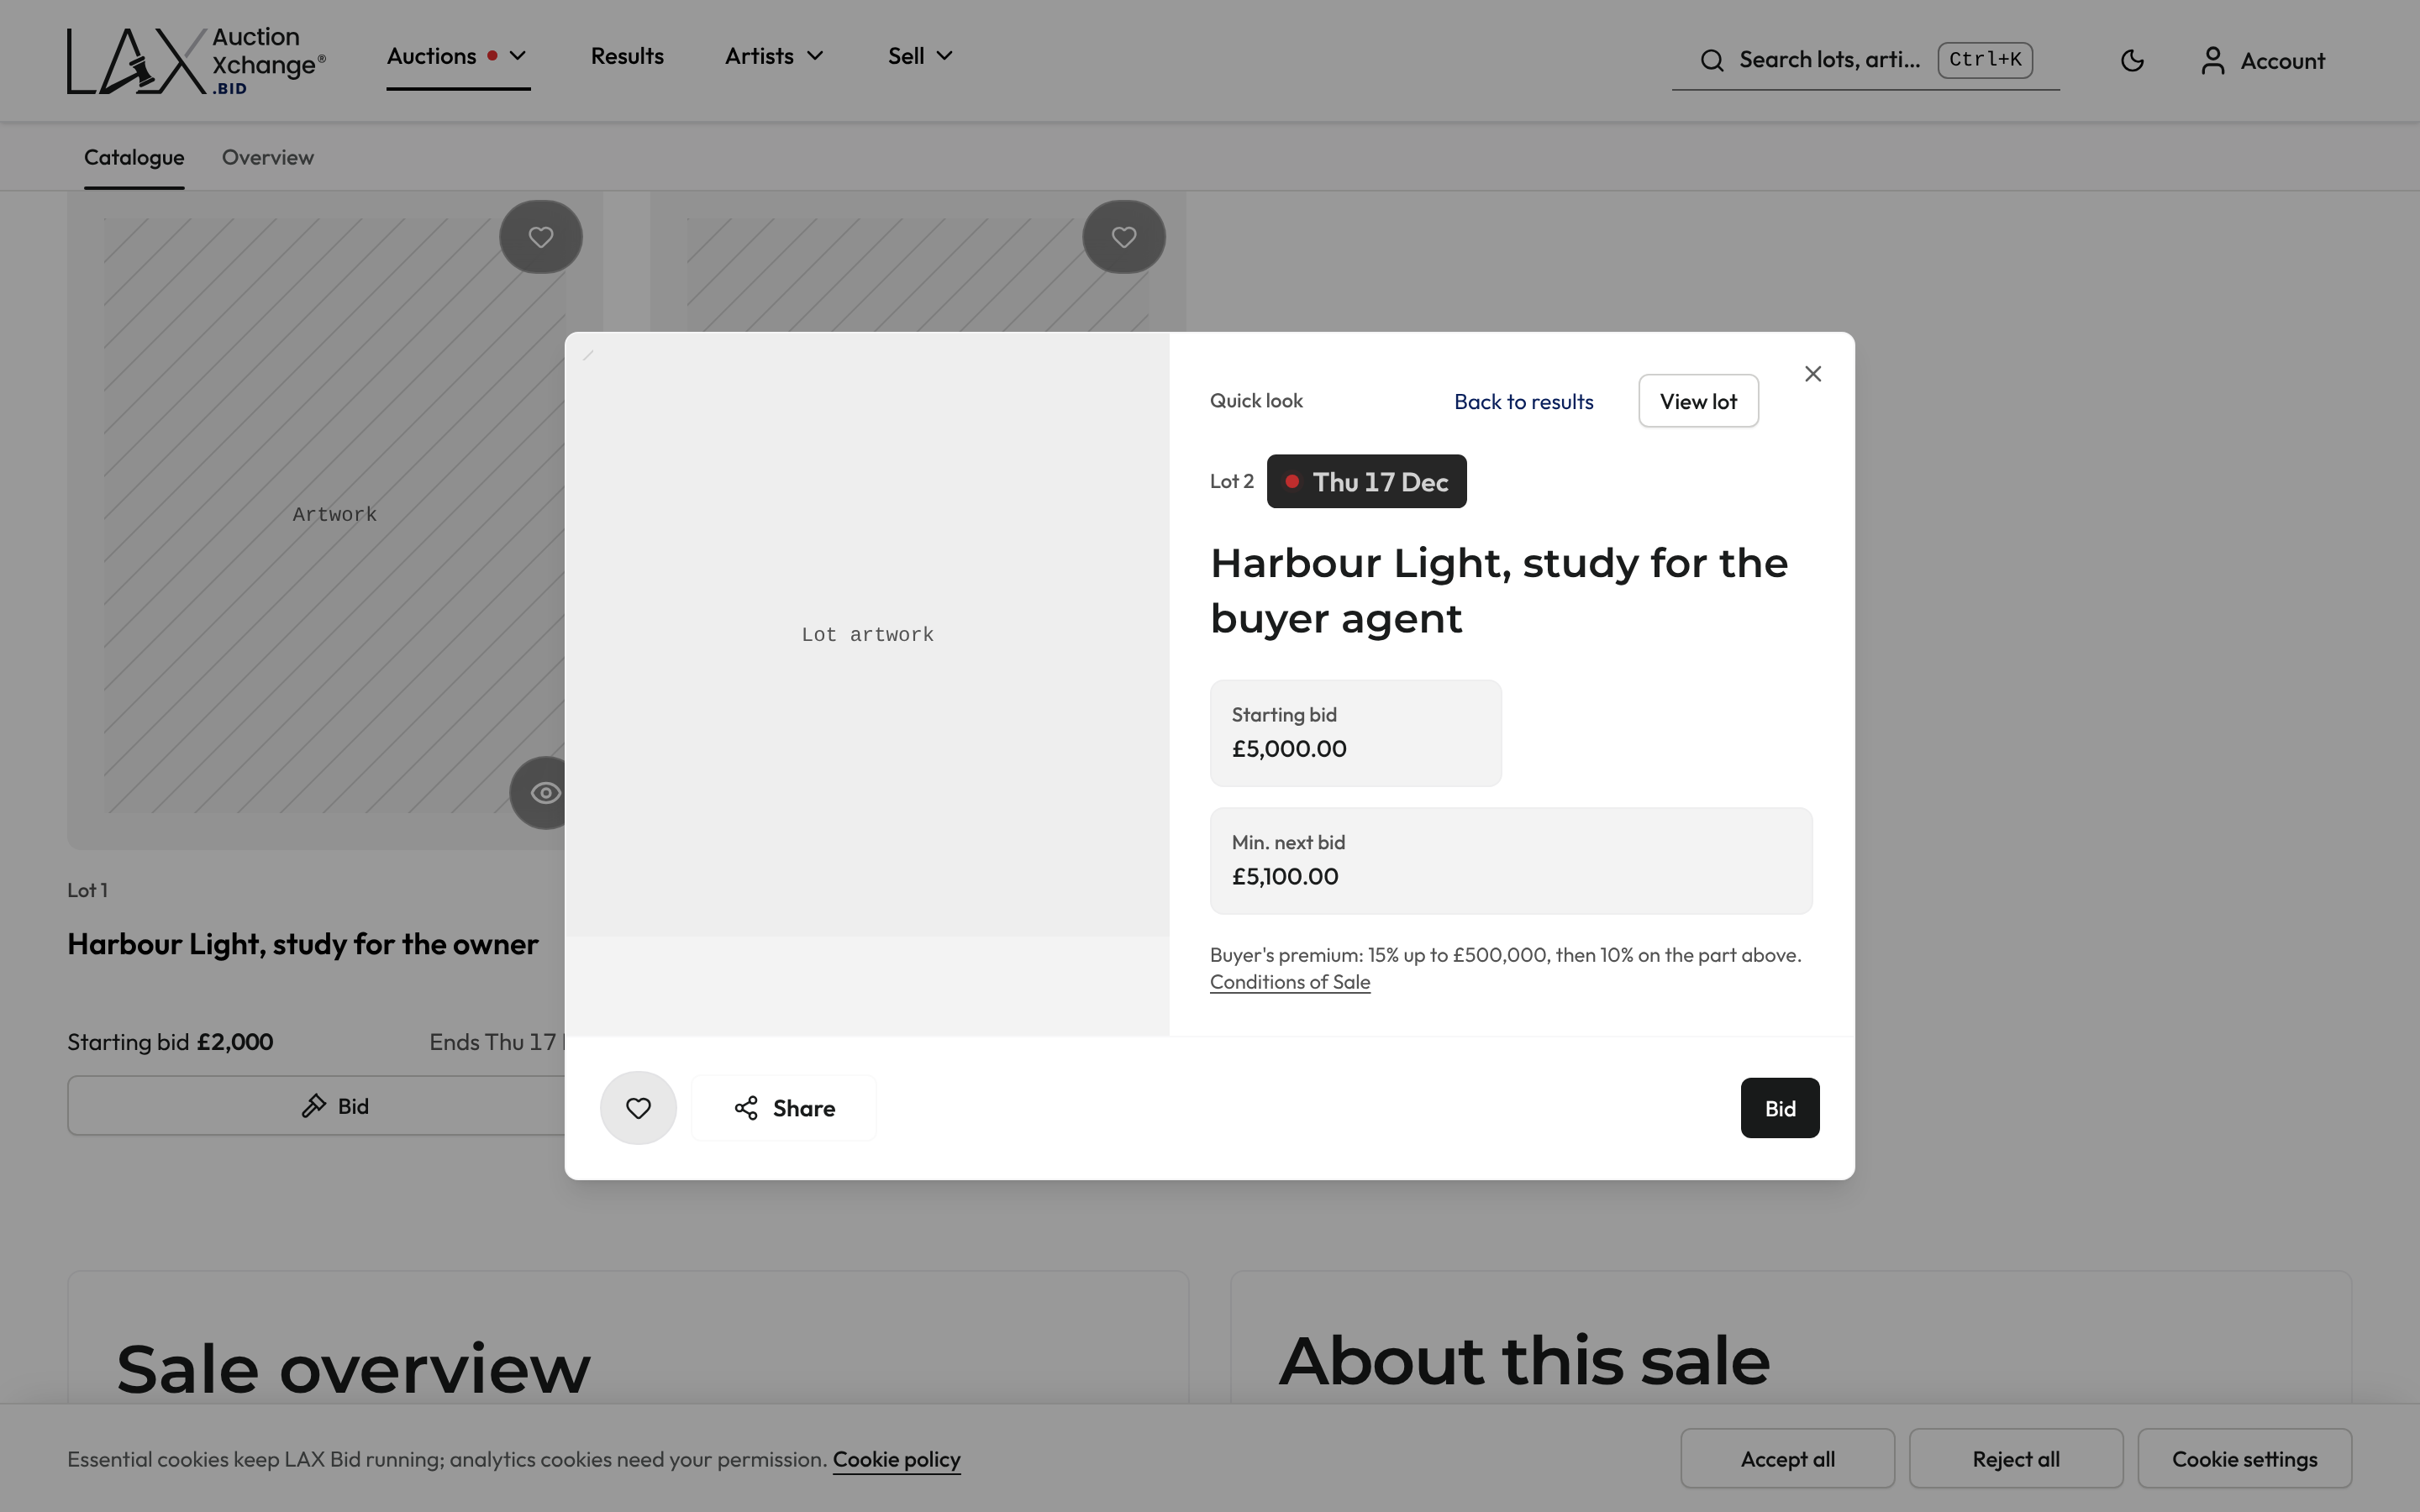 LAX Auction
Xchange®
.BID
Auctions
Results
Artists
Sell
Search lots, arti...
Ctrl+K
Account
Catalogue
Overview
Artwork
Lot 1
Harbour Light, study for the owner
Starting bid £2,000
Ends Thu 17
Bid
Lot artwork
Quick look
Back to results
View lot
Lot 2
Thu 17 Dec
Harbour Light, study for the
buyer agent
Starting bid
£5,000.00
Min. next bid
£5,100.00
Buyer's premium: 15% up to £500,000, then 10% on the part above.
Conditions of Sale
Share
Bid
Sale overview
About this sale
Essential cookies keep LAX Bid running; analytics cookies need your permission. Cookie policy
Accept all
Reject all
Cookie settings